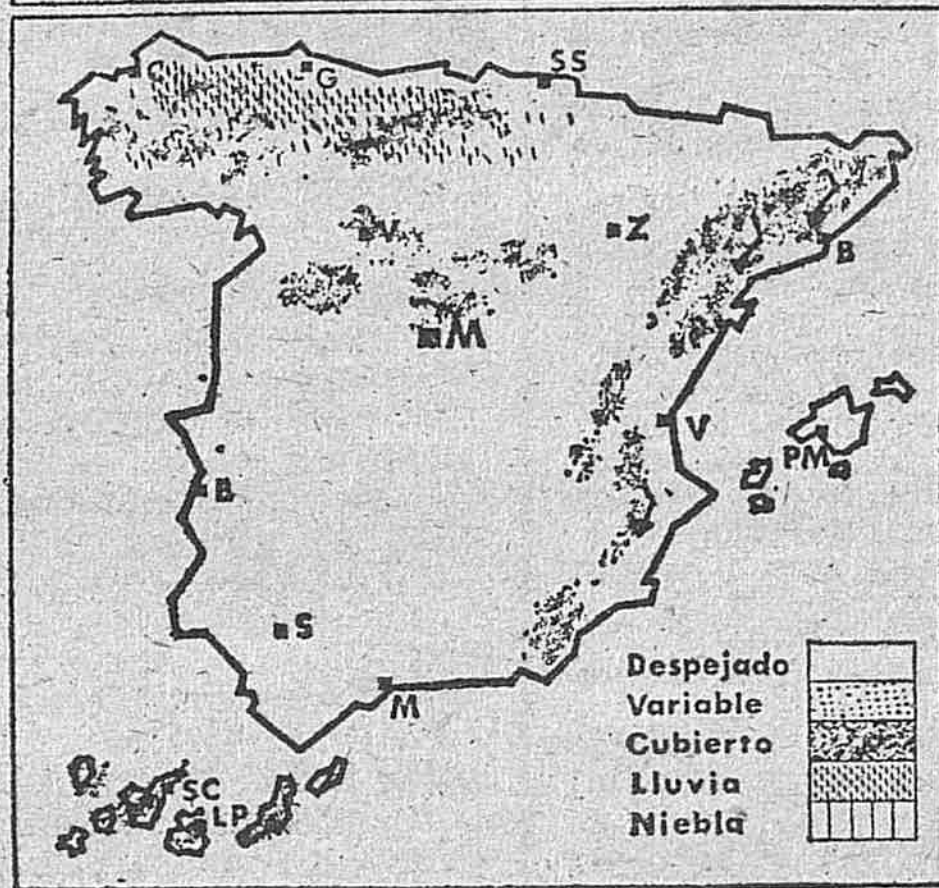 C
G
SS
V
Z
B
M
V
PM
B
S
M
SC
LP
Despejado
Variable
Cubierto
Lluvia
Niebla